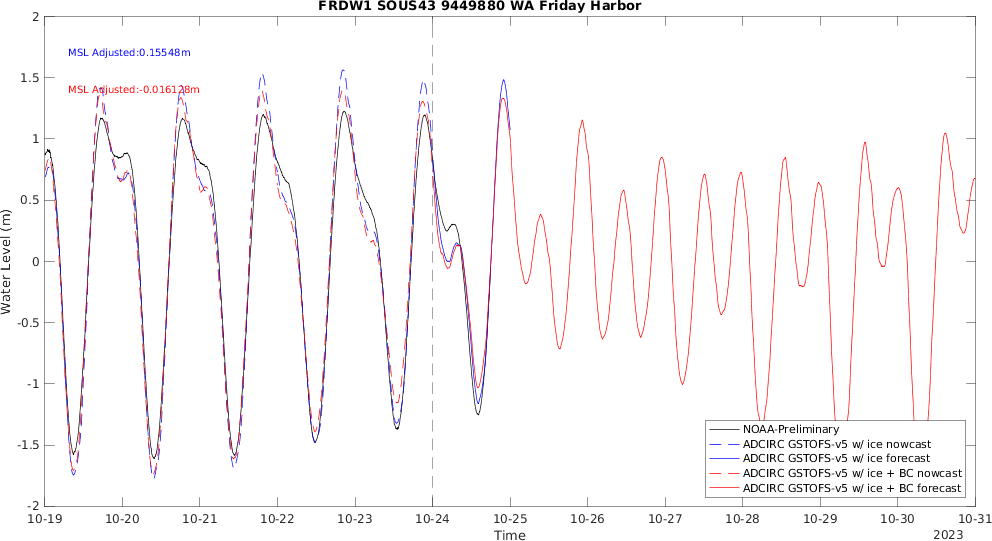 FRDW1 SOUS43 9449880 WA Friday Harbor
2
MSL Adjusted:0.15548m
1.5
MSL Adjusted:-0.016128m
1
0.5
Water Level (m)
0
-0.5
-1
NOAA-Preliminary
ADCIRC GSTOFS-v5 w/ ice nowcast
-1.5
ADCIRC GSTOFS-v5 w/ ice forecast
ADCIRC GSTOFS-v5 w/ ice + BC nowcast
ADCIRC GSTOFS-v5 w/ ice + BC forecast
-2
10-19 10-20 10-21 10-22 10-23 10-24 10-25 10-26 10-27 10-28 10-29 10-30 10-31
Time
2023